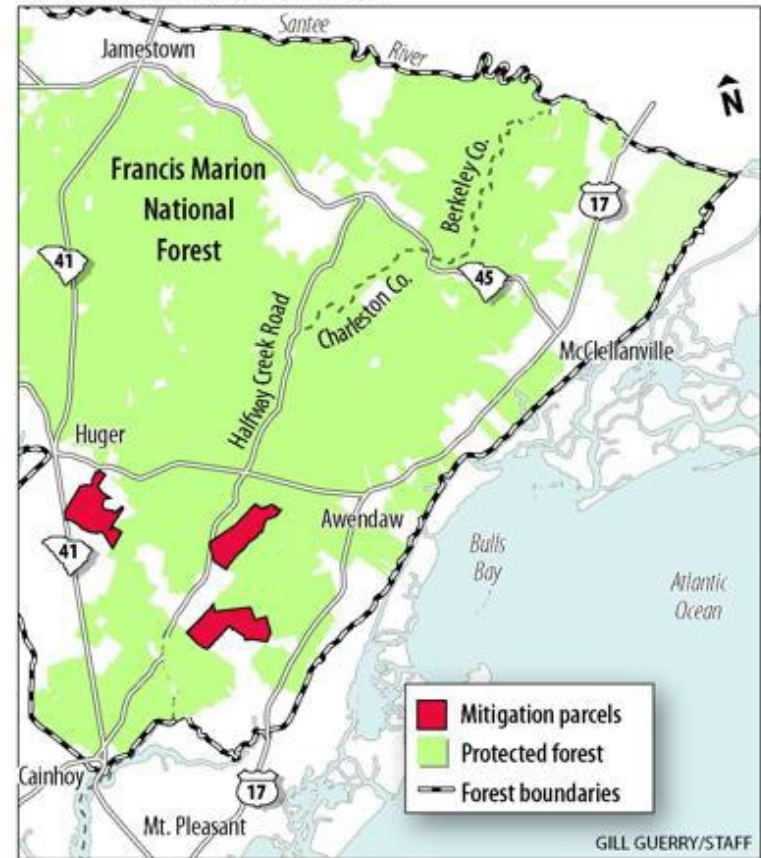 Santee
River
Jamestown
N
Francis Marion
National
Forest
Berkeley Co.
17
41
45
Charleston Co.
Halfway Creek Road
McClellanville
Huger
Awendaw
41
Bulls
Bay
Atlantic
Ocean
Mitigation parcels
Protected forest
Forest boundaries
Cainhoy
17
Mt. Pleasant
GILL GUERRY/STAFF